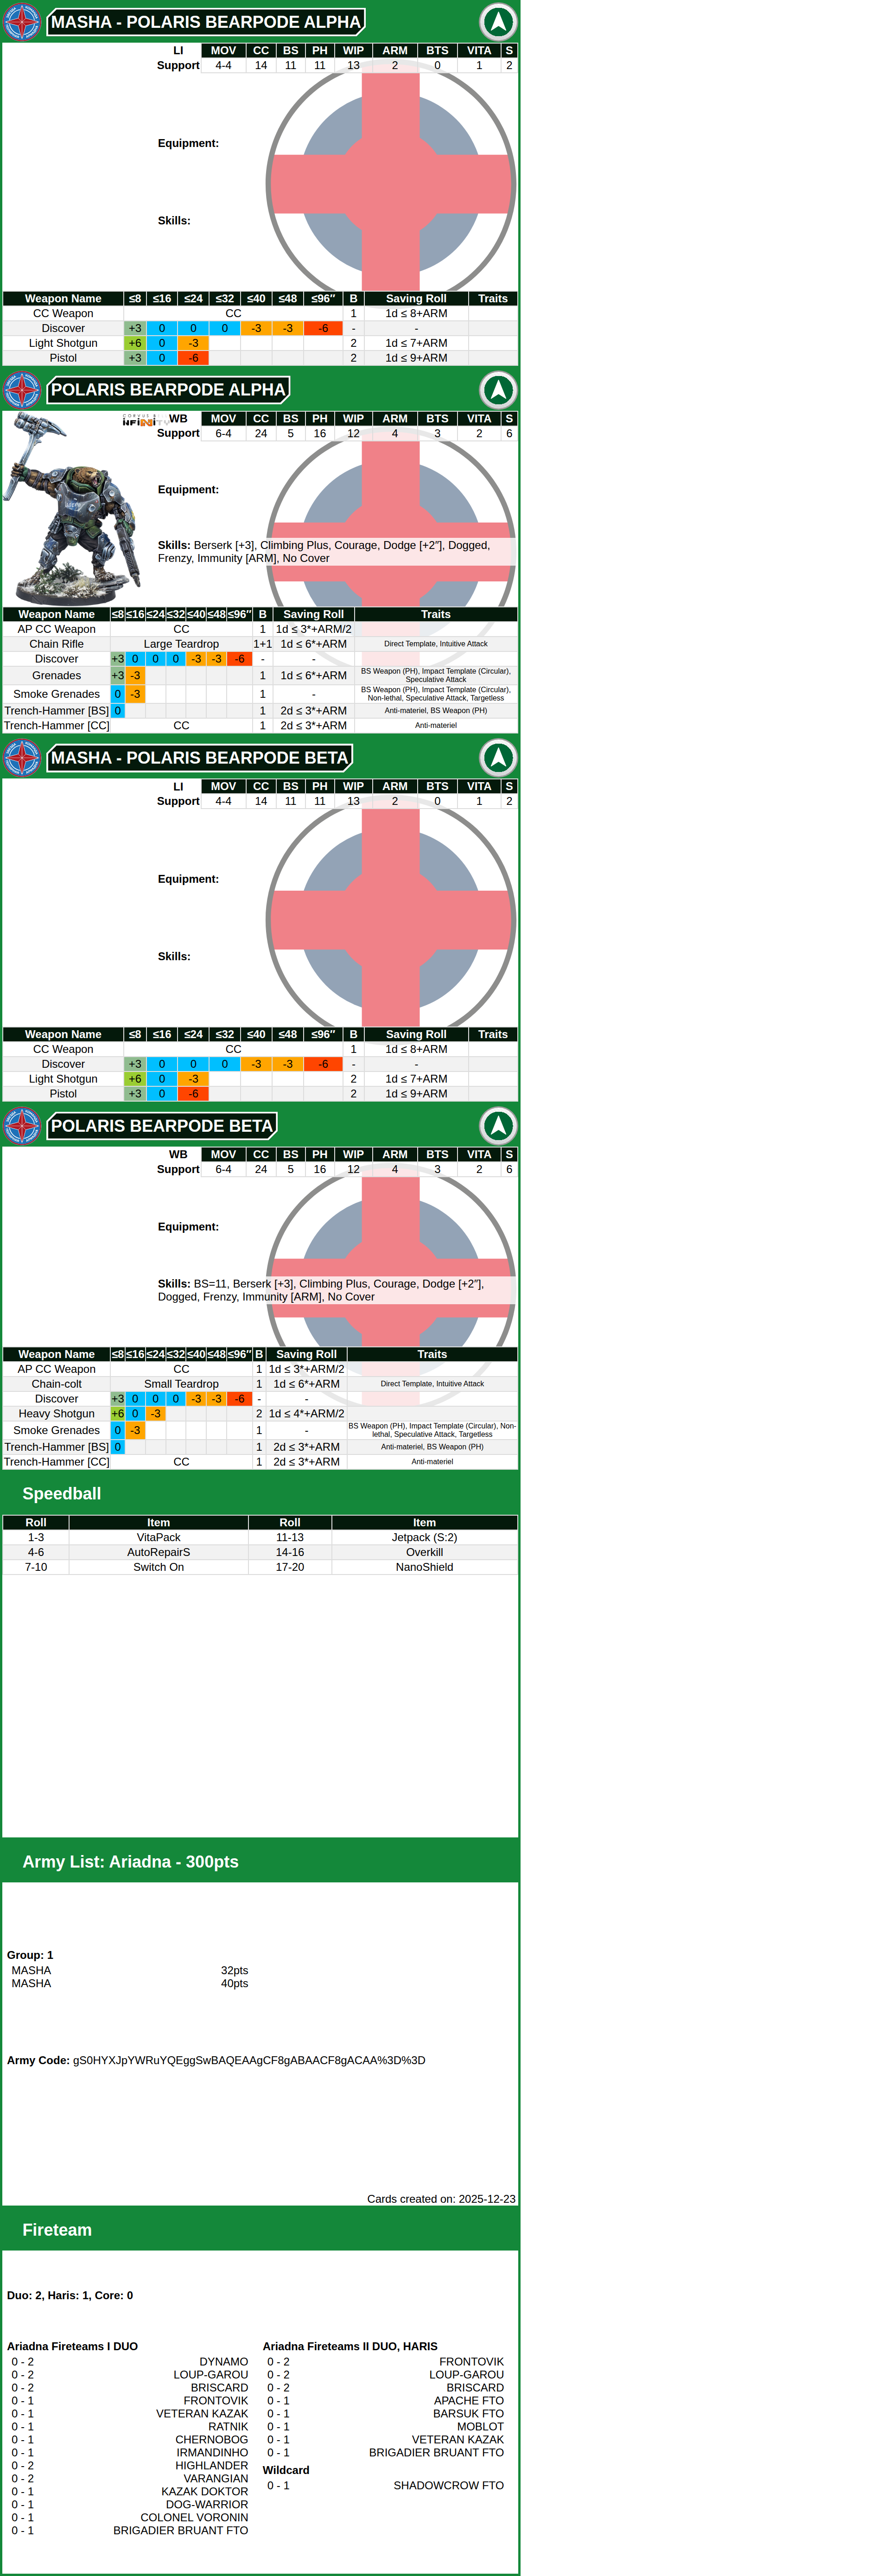 MASHA - POLARIS BEARPODE ALPHA
LI MOV CC BS PH WIP ARM BTS VITA S
Support 4-4 14 11 11 13 2 0 1 2
Equipment:
Skills:
Weapon Name ≤8 ≤16 ≤24 ≤32 ≤40 ≤48 ≤96″ B Saving Roll Traits
CC Weapon CC 1 1d ≤ 8+ARM
Discover +3 0 0 0 -3 -3 -6 - -
Light Shotgun +6 0 -3 2 1d ≤ 7+ARM
Pistol +3 0 -6 2 1d ≤ 9+ARM
POLARIS BEARPODE ALPHA
CORVUS BELLI INFINITY
WB MOV CC BS PH WIP ARM BTS VITA S
Support 6-4 24 5 16 12 4 3 2 6
Equipment:
Skills: Berserk [+3], Climbing Plus, Courage, Dodge [+2″], Dogged,
Frenzy, Immunity [ARM], No Cover
Weapon Name ≤8 ≤16 ≤24 ≤32 ≤40 ≤48 ≤96″ B Saving Roll Traits
AP CC Weapon CC 1 1d ≤ 3*+ARM/2
Chain Rifle Large Teardrop 1+1 1d ≤ 6*+ARM Direct Template, Intuitive Attack
Discover +3 0 0 0 -3 -3 -6 - -
Grenades +3 -3 1 1d ≤ 6*+ARM BS Weapon (PH), Impact Template (Circular),
Speculative Attack
Smoke Grenades 0 -3 1 - BS Weapon (PH), Impact Template (Circular),
Non-lethal, Speculative Attack, Targetless
Trench-Hammer [BS] 0 1 2d ≤ 3*+ARM Anti-materiel, BS Weapon (PH)
Trench-Hammer [CC] CC 1 2d ≤ 3*+ARM Anti-materiel
MASHA - POLARIS BEARPODE BETA
LI MOV CC BS PH WIP ARM BTS VITA S
Support 4-4 14 11 11 13 2 0 1 2
Equipment:
Skills:
Weapon Name ≤8 ≤16 ≤24 ≤32 ≤40 ≤48 ≤96″ B Saving Roll Traits
CC Weapon CC 1 1d ≤ 8+ARM
Discover +3 0 0 0 -3 -3 -6 - -
Light Shotgun +6 0 -3 2 1d ≤ 7+ARM
Pistol +3 0 -6 2 1d ≤ 9+ARM
POLARIS BEARPODE BETA
WB MOV CC BS PH WIP ARM BTS VITA S
Support 6-4 24 5 16 12 4 3 2 6
Equipment:
Skills: BS=11, Berserk [+3], Climbing Plus, Courage, Dodge [+2″],
Dogged, Frenzy, Immunity [ARM], No Cover
Weapon Name ≤8 ≤16 ≤24 ≤32 ≤40 ≤48 ≤96″ B Saving Roll Traits
AP CC Weapon CC 1 1d ≤ 3*+ARM/2
Chain-colt Small Teardrop 1 1d ≤ 6*+ARM Direct Template, Intuitive Attack
Discover +3 0 0 0 -3 -3 -6 - -
Heavy Shotgun +6 0 -3 2 1d ≤ 4*+ARM/2
Smoke Grenades 0 -3 1 - BS Weapon (PH), Impact Template (Circular), Non-
lethal, Speculative Attack, Targetless
Trench-Hammer [BS] 0 1 2d ≤ 3*+ARM Anti-materiel, BS Weapon (PH)
Trench-Hammer [CC] CC 1 2d ≤ 3*+ARM Anti-materiel
Speedball
Roll Item Roll Item
1-3 VitaPack 11-13 Jetpack (S:2)
4-6 AutoRepairS 14-16 Overkill
7-10 Switch On 17-20 NanoShield
Army List: Ariadna - 300pts
Group: 1
MASHA 32pts
MASHA 40pts
Army Code: gS0HYXJpYWRuYQEggSwBAQEAAgCF8gABAACF8gACAA%3D%3D
Cards created on: 2025-12-23
Fireteam
Duo: 2, Haris: 1, Core: 0
Ariadna Fireteams I DUO
0 - 2 DYNAMO
0 - 2 LOUP-GAROU
0 - 2 BRISCARD
0 - 1 FRONTOVIK
0 - 1 VETERAN KAZAK
0 - 1 RATNIK
0 - 1 CHERNOBOG
0 - 1 IRMANDINHO
0 - 2 HIGHLANDER
0 - 2 VARANGIAN
0 - 1 KAZAK DOKTOR
0 - 1 DOG-WARRIOR
0 - 1 COLONEL VORONIN
0 - 1 BRIGADIER BRUANT FTO
Ariadna Fireteams II DUO, HARIS
0 - 2 FRONTOVIK
0 - 2 LOUP-GAROU
0 - 2 BRISCARD
0 - 1 APACHE FTO
0 - 1 BARSUK FTO
0 - 1 MOBLOT
0 - 1 VETERAN KAZAK
0 - 1 BRIGADIER BRUANT FTO
Wildcard
0 - 1 SHADOWCROW FTO